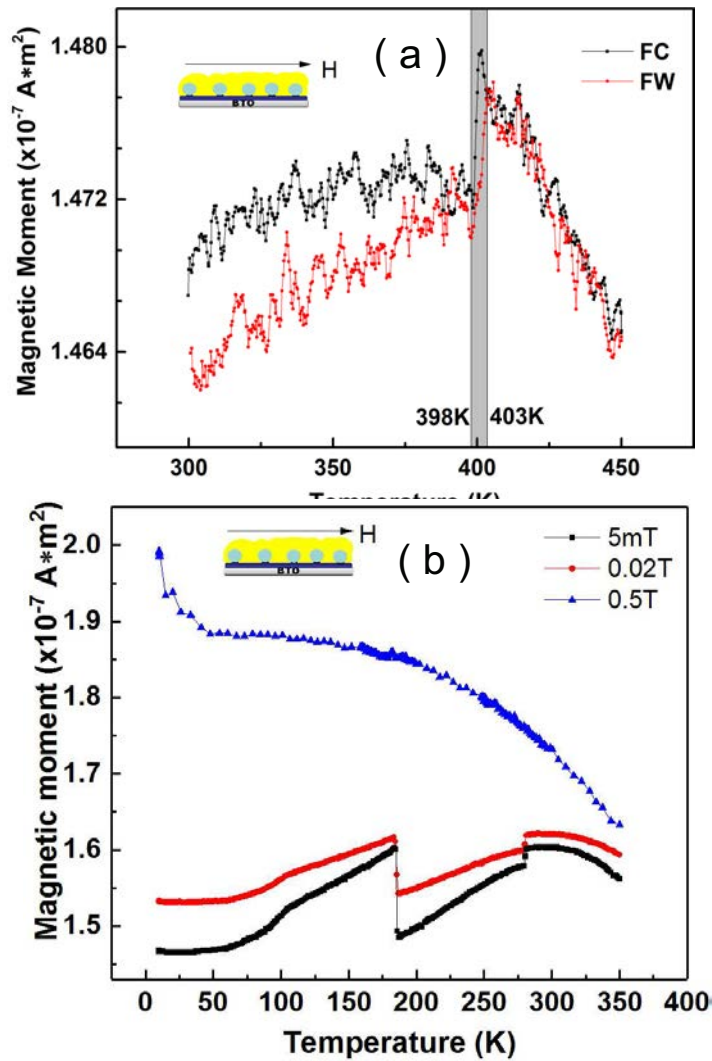 ( a )
H
BTO
FC
FW
Magnetic Moment (x10⁻⁷ A*m²)
1.480
1.472
1.464
398K 403K
300 350 400 450
Temperature (K)
( b )
H
BTO
5mT
0.02T
0.5T
Magnetic moment (x10⁻⁷ A*m²)
2.0
1.9
1.8
1.7
1.6
1.5
0 50 100 150 200 250 300 350 400
Temperature (K)